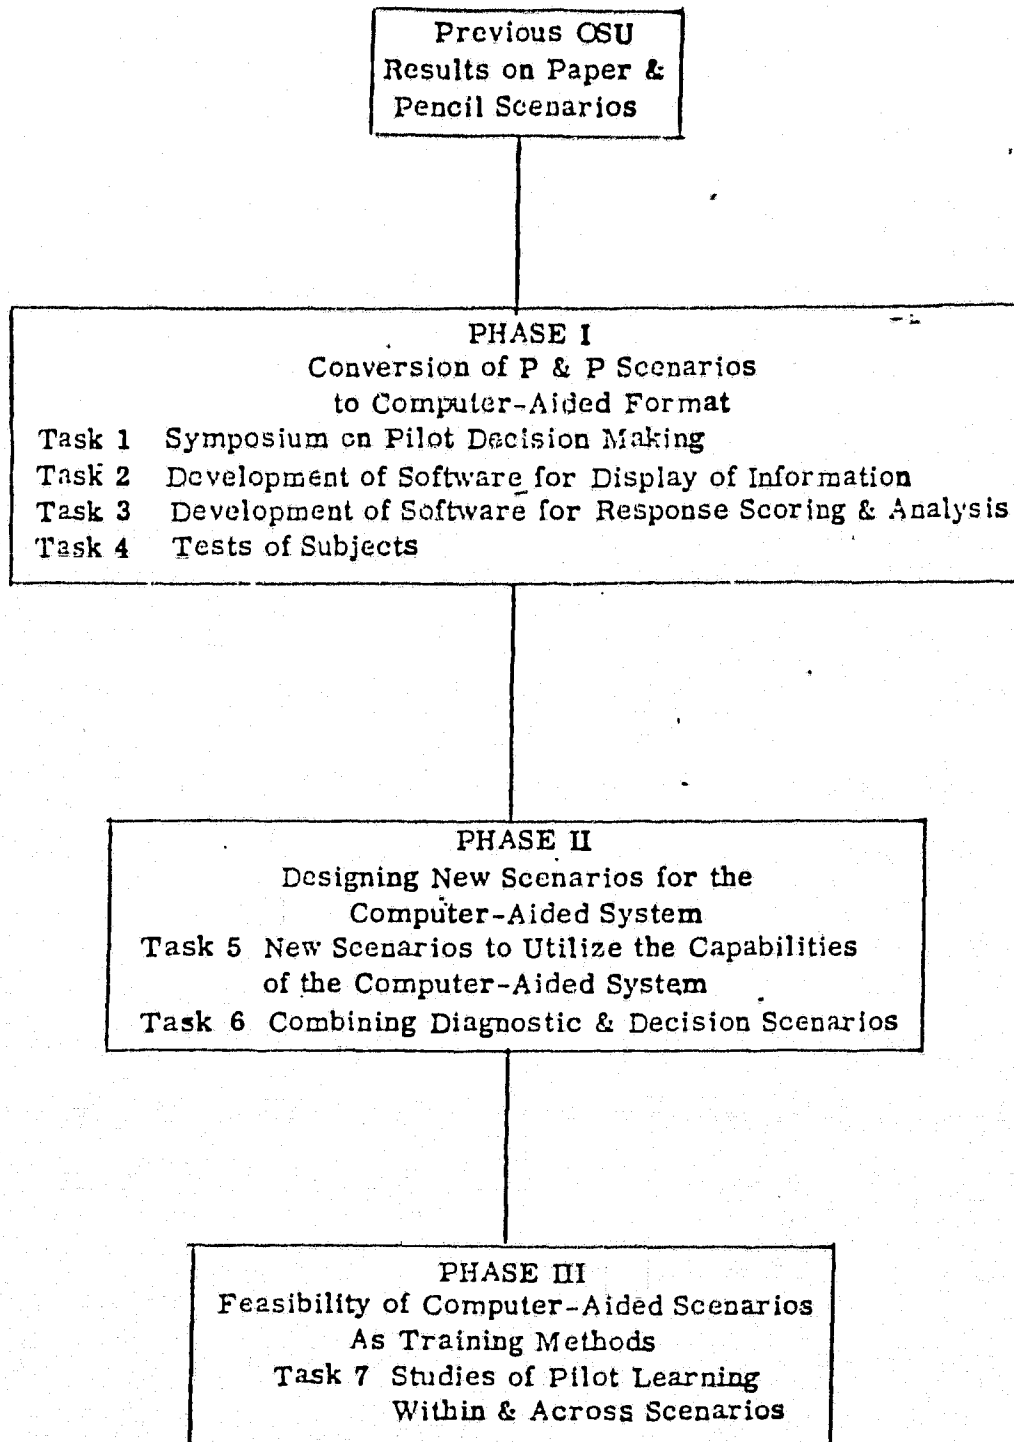 Previous OSU
Results on Paper &
Pencil Scenarios
PHASE I
Conversion of P & P Scenarios
to Computer-Aided Format
Task 1 Symposium on Pilot Decision Making
Task 2 Development of Software for Display of Information
Task 3 Development of Software for Response Scoring & Analysis
Task 4 Tests of Subjects
PHASE II
Designing New Scenarios for the
Computer-Aided System
Task 5 New Scenarios to Utilize the Capabilities
of the Computer-Aided System
Task 6 Combining Diagnostic & Decision Scenarios
PHASE III
Feasibility of Computer-Aided Scenarios
As Training Methods
Task 7 Studies of Pilot Learning
Within & Across Scenarios